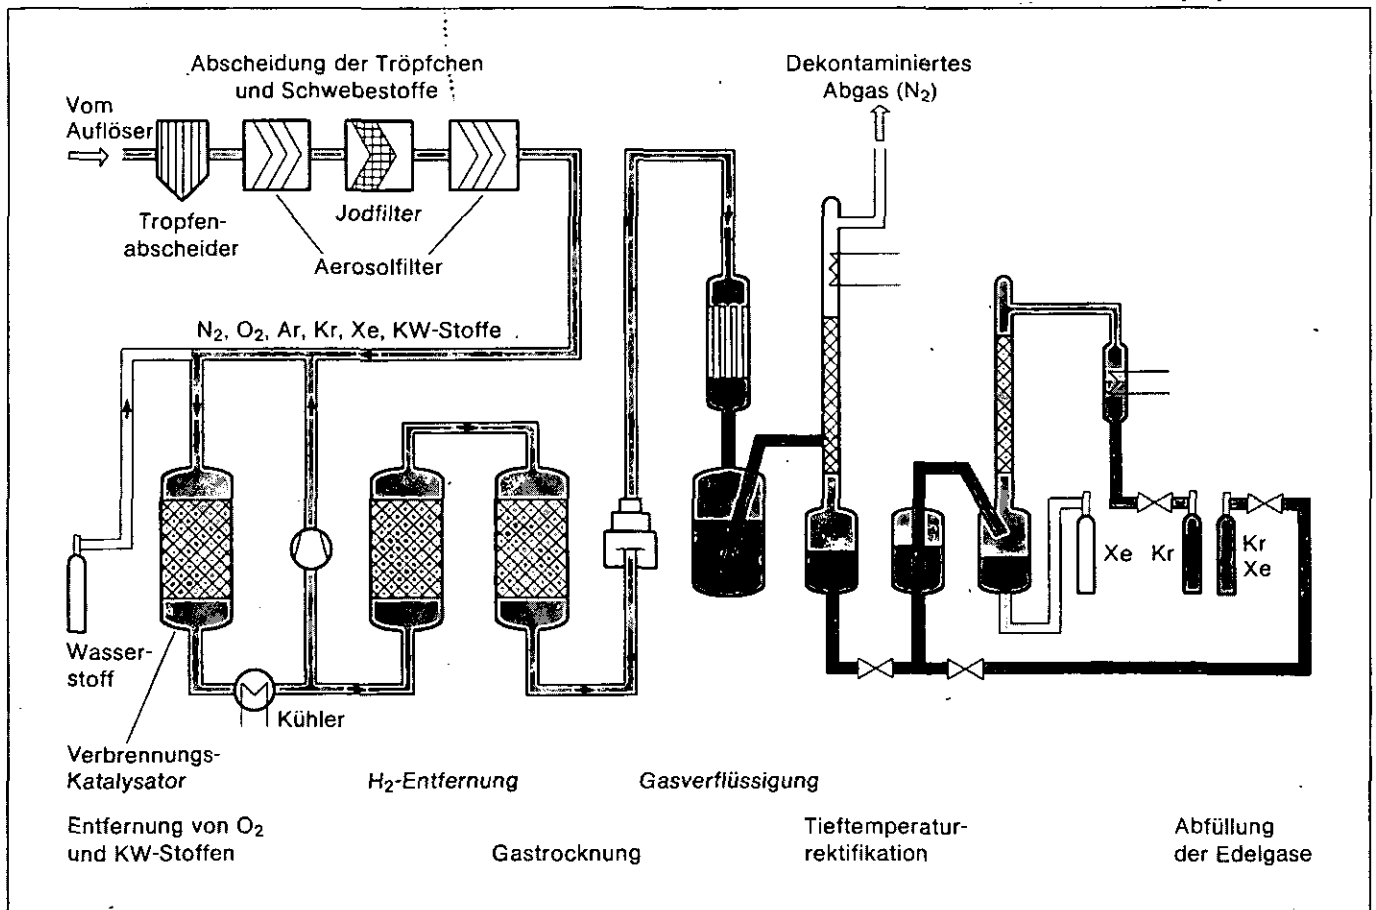 Abscheidung der Tröpfchen
und Schwebestoffe
Dekontaminiertes
Abgas (N₂)
Vom
Auflöser
Tropfen-
abscheider
Jodfilter
Aerosolfilter
N₂, O₂, Ar, Kr, Xe, KW-Stoffe
Xe
Kr
Kr
Xe
Wasser-
stoff
Kühler
Verbrennungs-
Katalysator
H₂-Entfernung
Gasverflüssigung
Entfernung von O₂
und KW-Stoffen
Gastrocknung
Tieftemperatur-
rektifikation
Abfüllung
der Edelgase